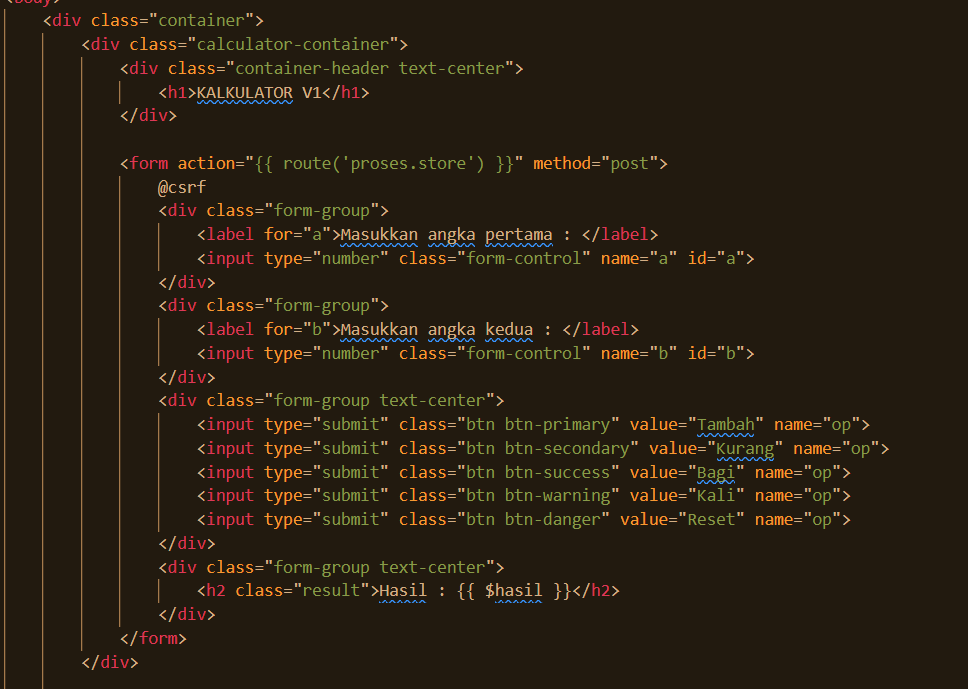 <body>
<div class="container">
<div class="calculator-container">
<div class="container-header text-center">
<h1>KALKULATOR V1</h1>
</div>
<form action="{{ route('proses.store') }}" method="post">
@csrf
<div class="form-group">
<label for="a">Masukkan angka pertama : </label>
<input type="number" class="form-control" name="a" id="a">
</div>
<div class="form-group">
<label for="b">Masukkan angka kedua : </label>
<input type="number" class="form-control" name="b" id="b">
</div>
<div class="form-group text-center">
<input type="submit" class="btn btn-primary" value="Tambah" name="op">
<input type="submit" class="btn btn-secondary" value="Kurang" name="op">
<input type="submit" class="btn btn-success" value="Bagi" name="op">
<input type="submit" class="btn btn-warning" value="Kali" name="op">
<input type="submit" class="btn btn-danger" value="Reset" name="op">
</div>
<div class="form-group text-center">
<h2 class="result">Hasil : {{ $hasil }}</h2>
</div>
</form>
</div>